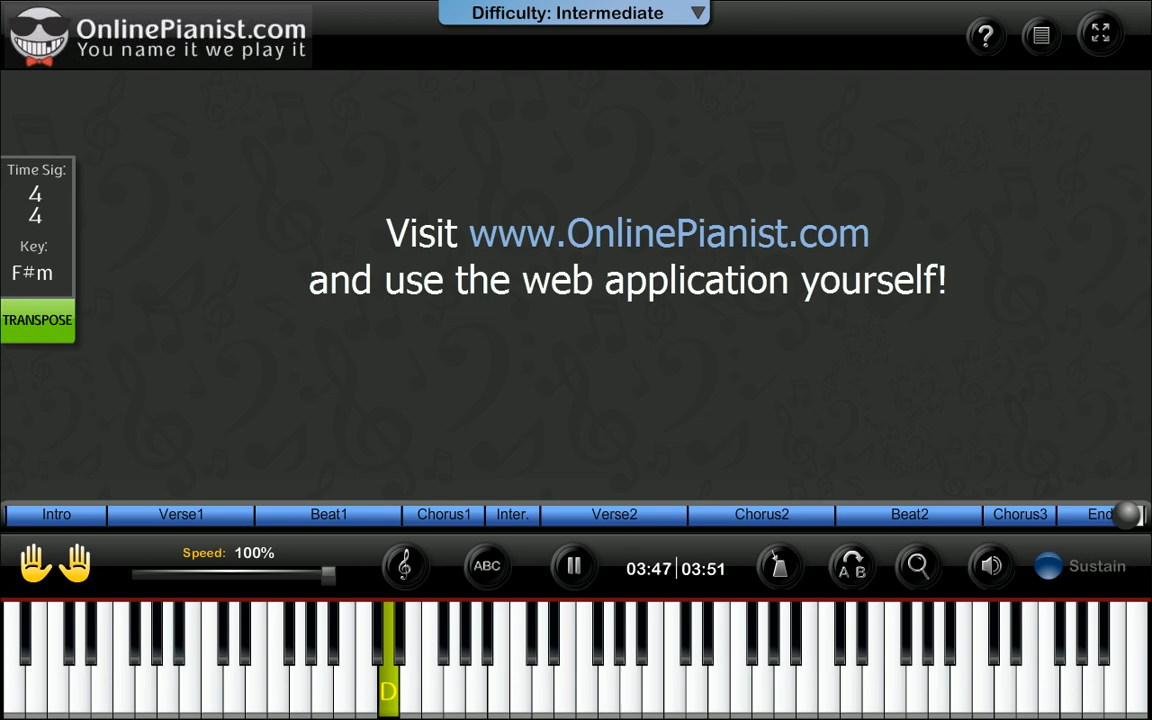 Difficulty: Intermediate
OnlinePianist.com
You name it we play it
?
Time Sig:
4
4
Key:
F#m
TRANSPOSE
Visit www.OnlinePianist.com
and use the web application yourself!
Intro Verse1 Beat1 Chorus1 Inter. Verse2 Chorus2 Beat2 Chorus3 End
Speed: 100%
ABC
03:47 | 03:51
A B
Sustain
D